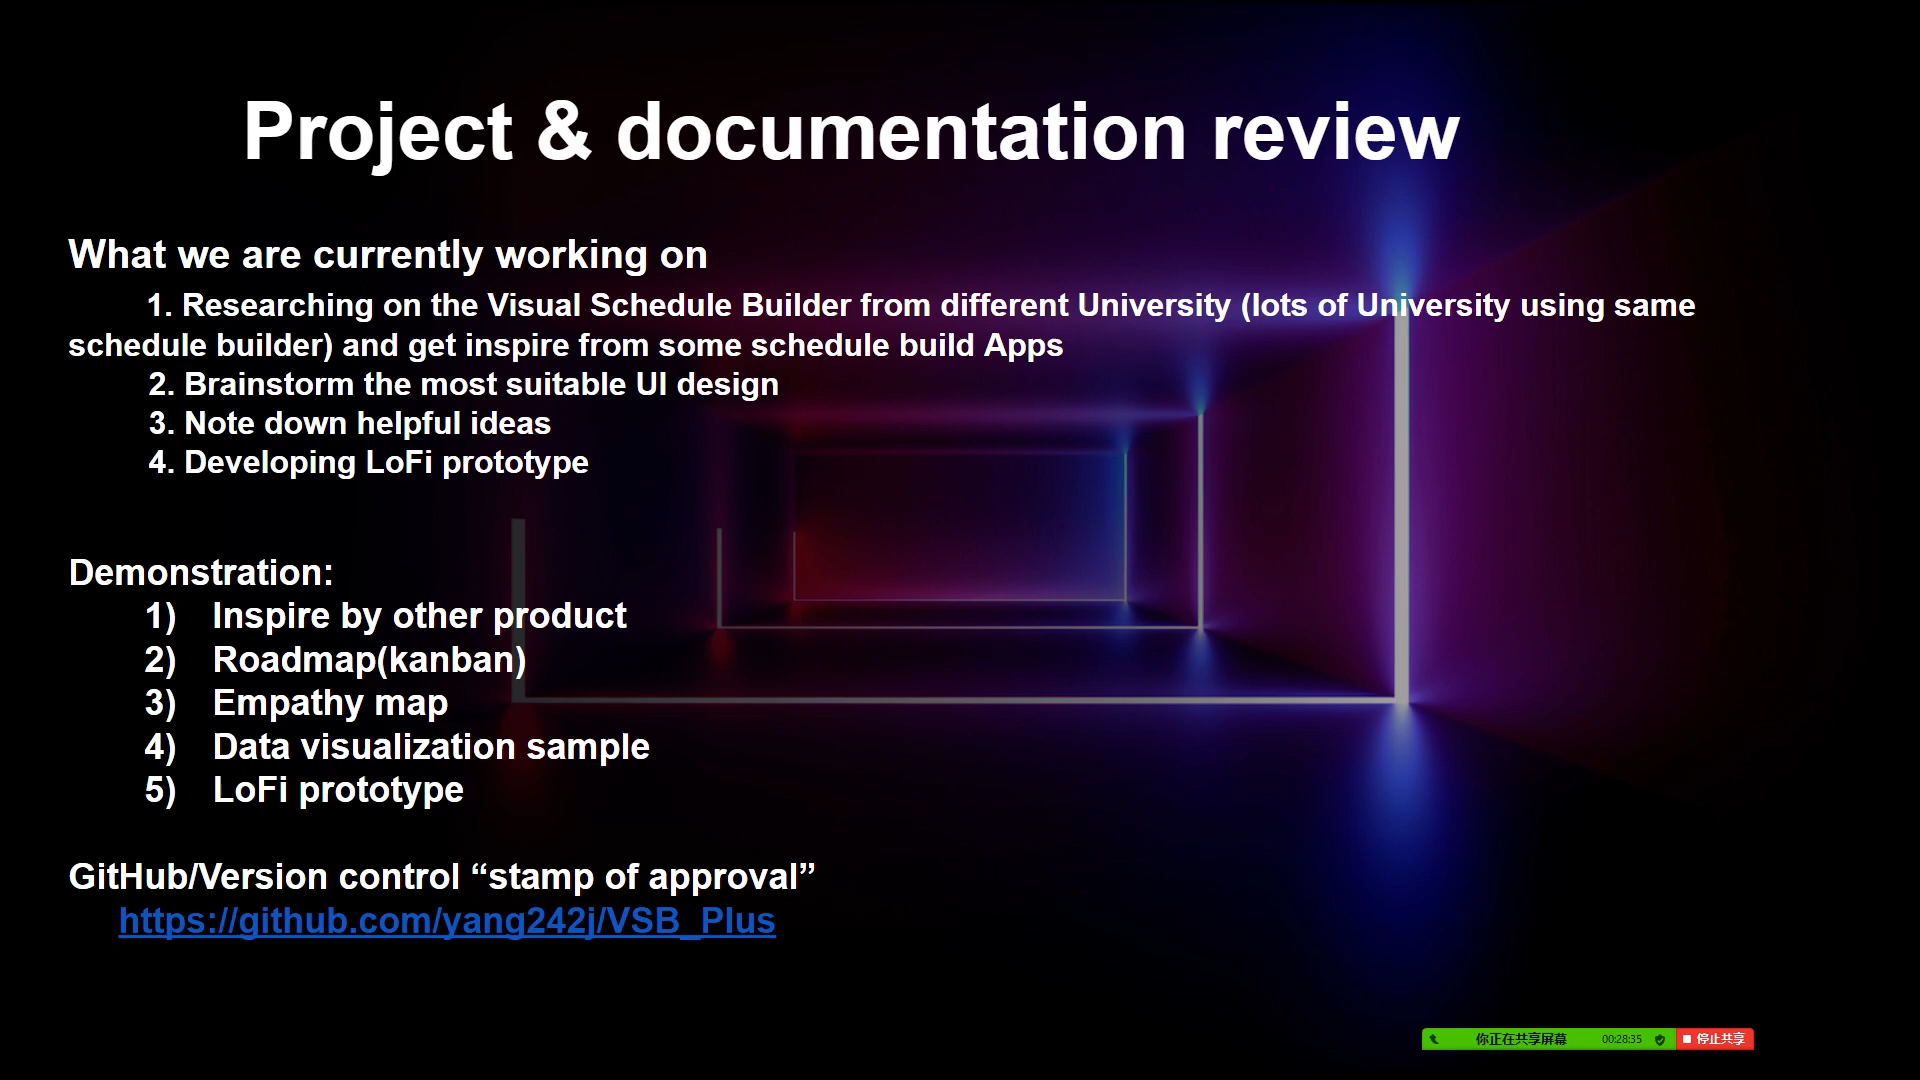 Project & documentation review
What we are currently working on
1. Researching on the Visual Schedule Builder from different University (lots of University using same
schedule builder) and get inspire from some schedule build Apps
2. Brainstorm the most suitable UI design
3. Note down helpful ideas
4. Developing LoFi prototype
Demonstration:
1) Inspire by other product
2) Roadmap(kanban)
3) Empathy map
4) Data visualization sample
5) LoFi prototype
GitHub/Version control “stamp of approval”
https://github.com/yang242j/VSB_Plus
你正在共享屏幕 00:28:35 停止共享